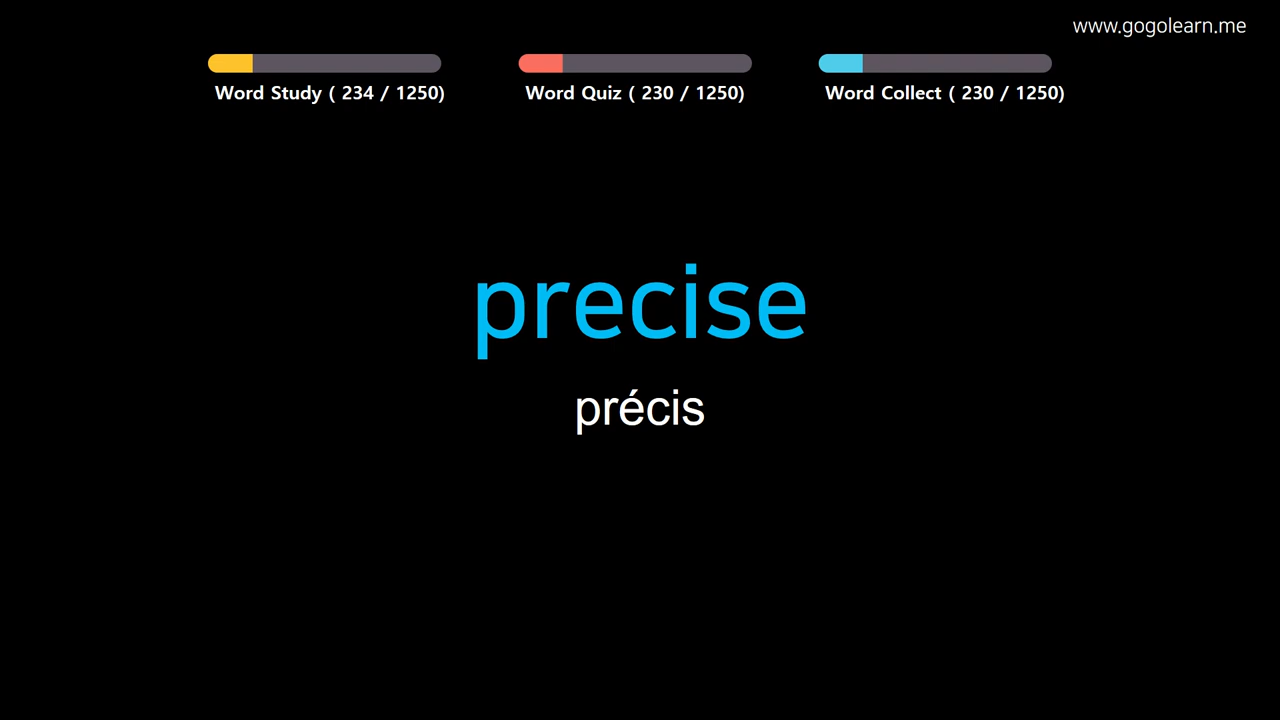 www.gogolearn.me
Word Study ( 234 / 1250)
Word Quiz ( 230 / 1250)
Word Collect ( 230 / 1250)
precise
précis